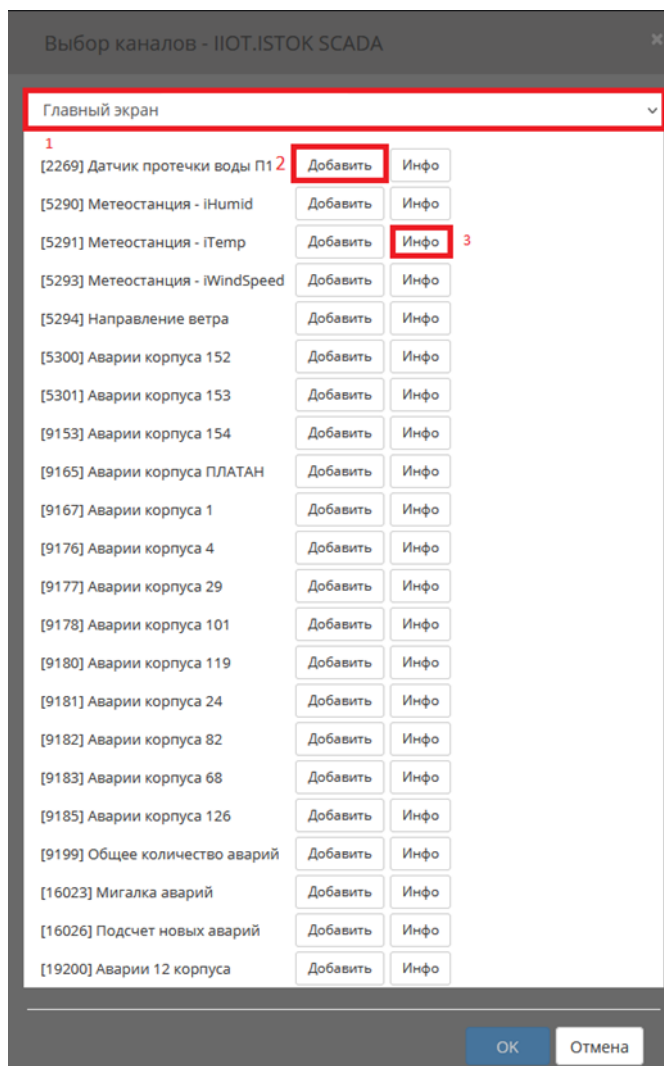 Выбор каналов - IIOT.ISTOK SCADA ×
Главный экран
1
[2269] Датчик протечки воды П1 2 Добавить Инфо
[5290] Метеостанция - iHumid Добавить Инфо
[5291] Метеостанция - iTemp Добавить Инфо 3
[5293] Метеостанция - iWindSpeed Добавить Инфо
[5294] Направление ветра Добавить Инфо
[5300] Аварии корпуса 152 Добавить Инфо
[5301] Аварии корпуса 153 Добавить Инфо
[9153] Аварии корпуса 154 Добавить Инфо
[9165] Аварии корпуса ПЛАТАН Добавить Инфо
[9167] Аварии корпуса 1 Добавить Инфо
[9176] Аварии корпуса 4 Добавить Инфо
[9177] Аварии корпуса 29 Добавить Инфо
[9178] Аварии корпуса 101 Добавить Инфо
[9180] Аварии корпуса 119 Добавить Инфо
[9181] Аварии корпуса 24 Добавить Инфо
[9182] Аварии корпуса 82 Добавить Инфо
[9183] Аварии корпуса 68 Добавить Инфо
[9185] Аварии корпуса 126 Добавить Инфо
[9199] Общее количество аварий Добавить Инфо
[16023] Мигалка аварий Добавить Инфо
[16026] Подсчет новых аварий Добавить Инфо
[19200] Аварии 12 корпуса Добавить Инфо
OK Отмена